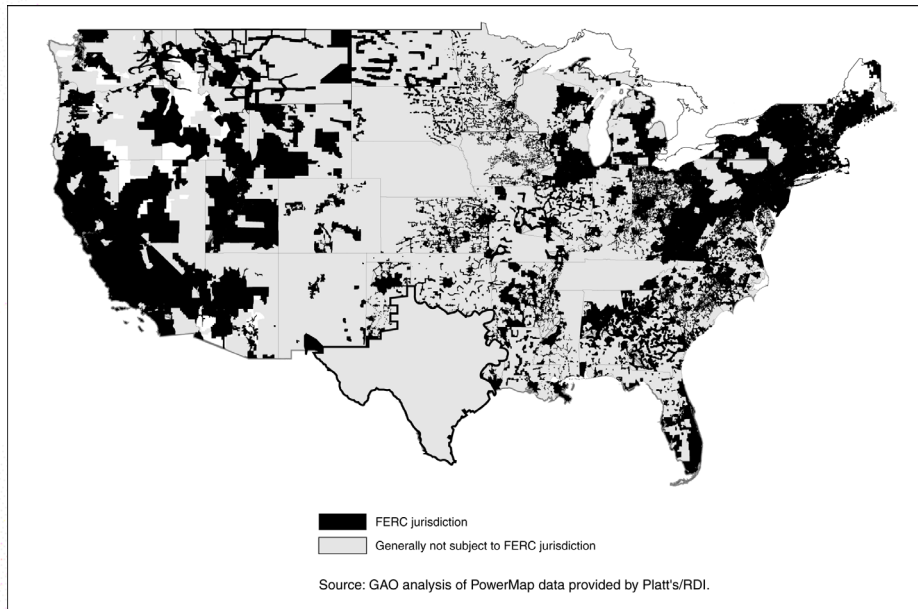 FERC jurisdiction
Generally not subject to FERC jurisdiction
Source: GAO analysis of PowerMap data provided by Platt's/RDI.